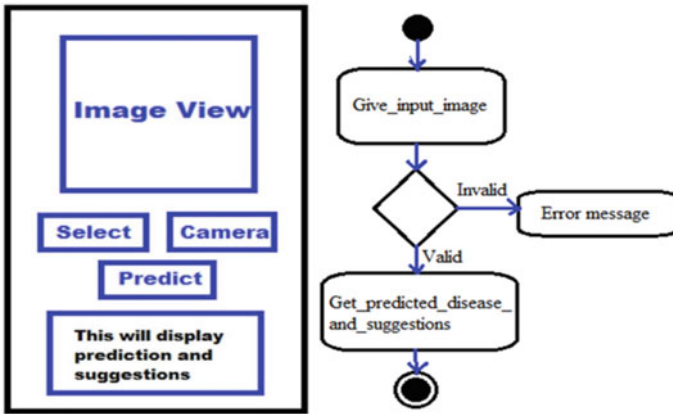 Image View
Select
Camera
Predict
This will display
prediction and
suggestions
Give_input_image
Invalid
Error message
Valid
Get_predicted_disease_
and_suggestions